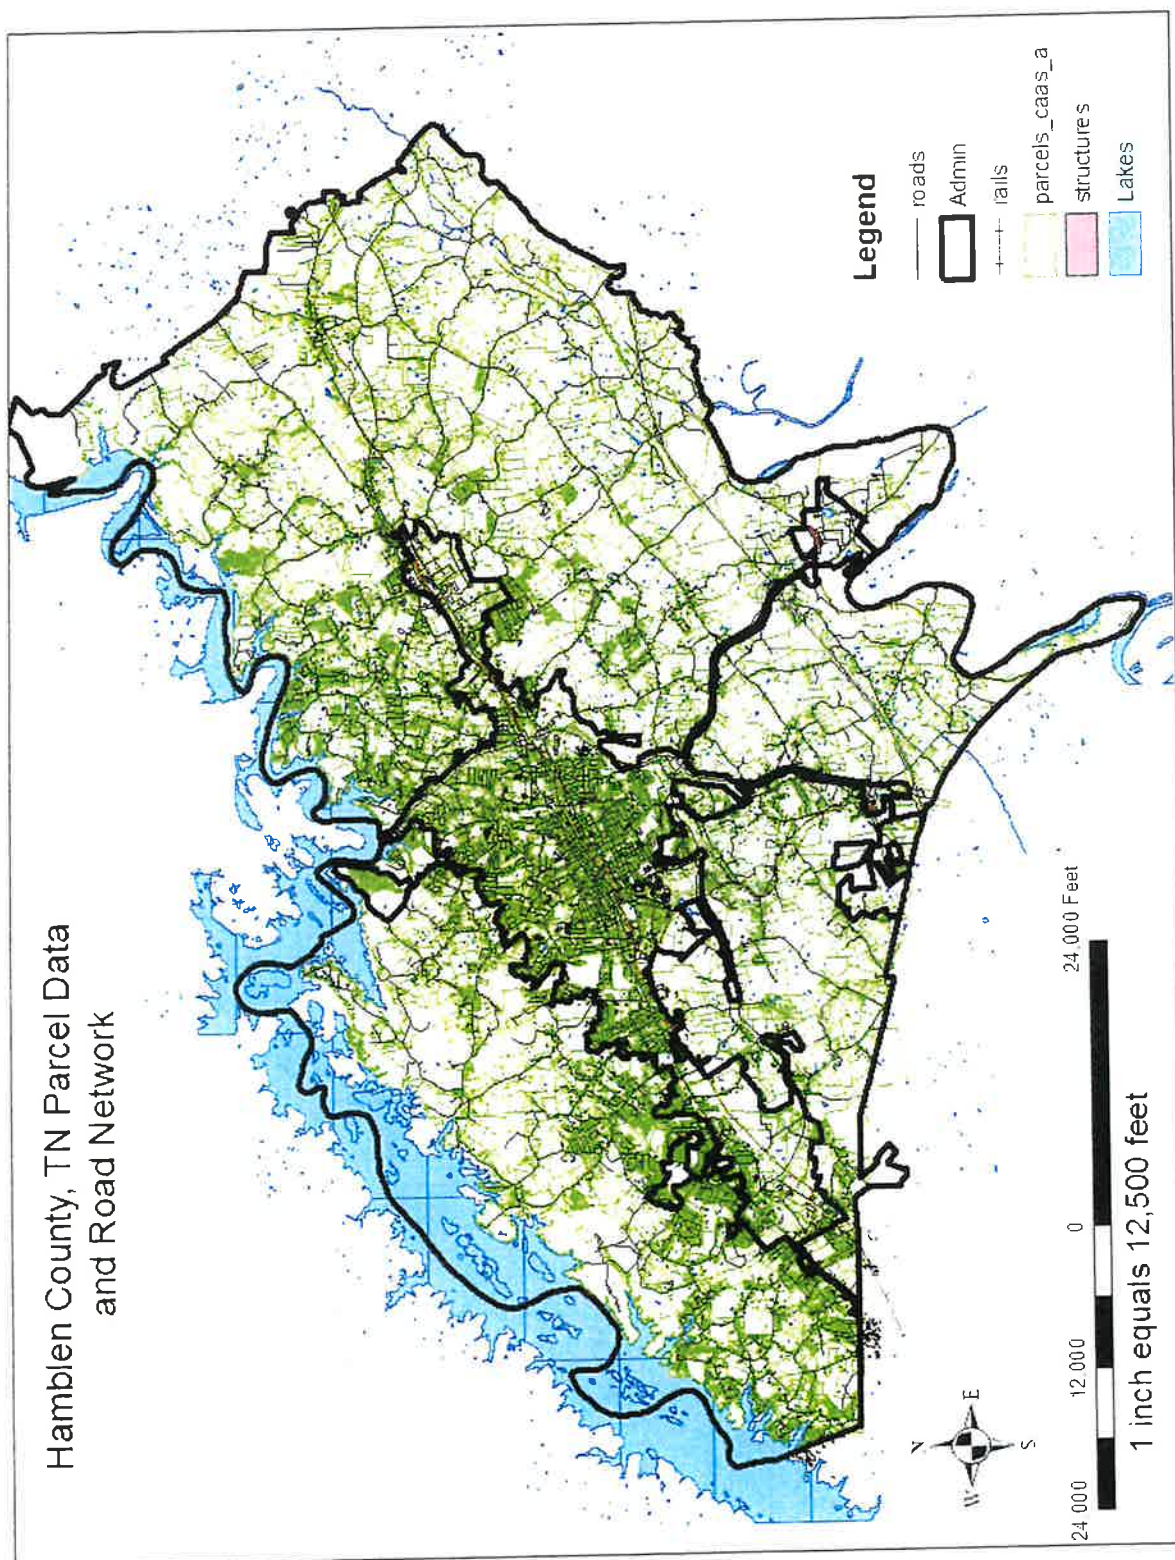 Hamblen County, TN Parcel Data
and Road Network
Legend
roads
Admin
rails
parcels_caas_a
structures
Lakes
N
W
E
S
24,000
12,000
0
24,000 Feet
1 inch equals 12,500 feet